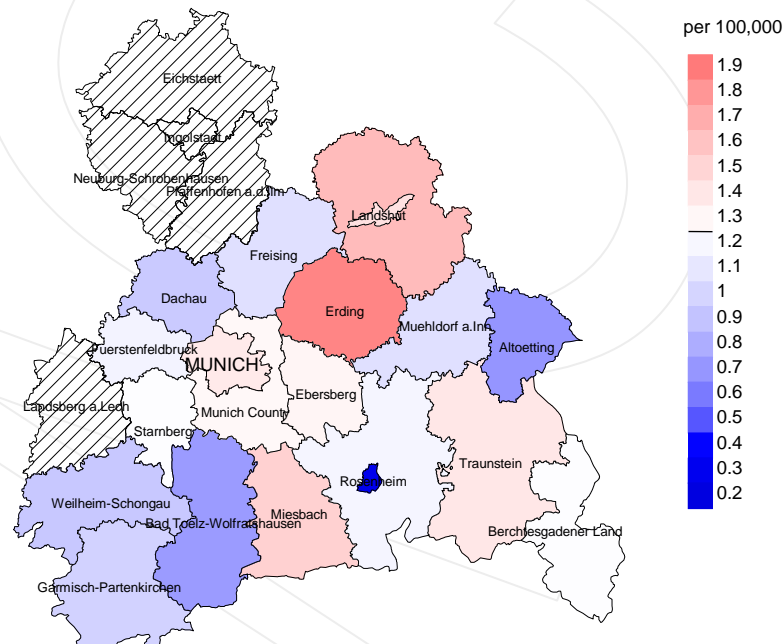 per 100,000
1.9
1.8
1.7
1.6
1.5
1.4
1.3
1.2
1.1
1
0.9
0.8
0.7
0.6
0.5
0.4
0.3
0.2
Eichstaett
Ingolstadt
Neuburg-Schrobenhausen
Pfaffenhofen a.d.Ilm
Landshut
Freising
Dachau
Erding
Muehldorf a.Inn
Altoetting
Fuerstenfeldbruck
MUNICH
Ebersberg
Landsberg a.Lech
Munich County
Starnberg
Traunstein
Rosenheim
Weilheim-Schongau
Miesbach
Bad Toelz-Wolfratshausen
Berchtesgadener Land
Garmisch-Partenkirchen